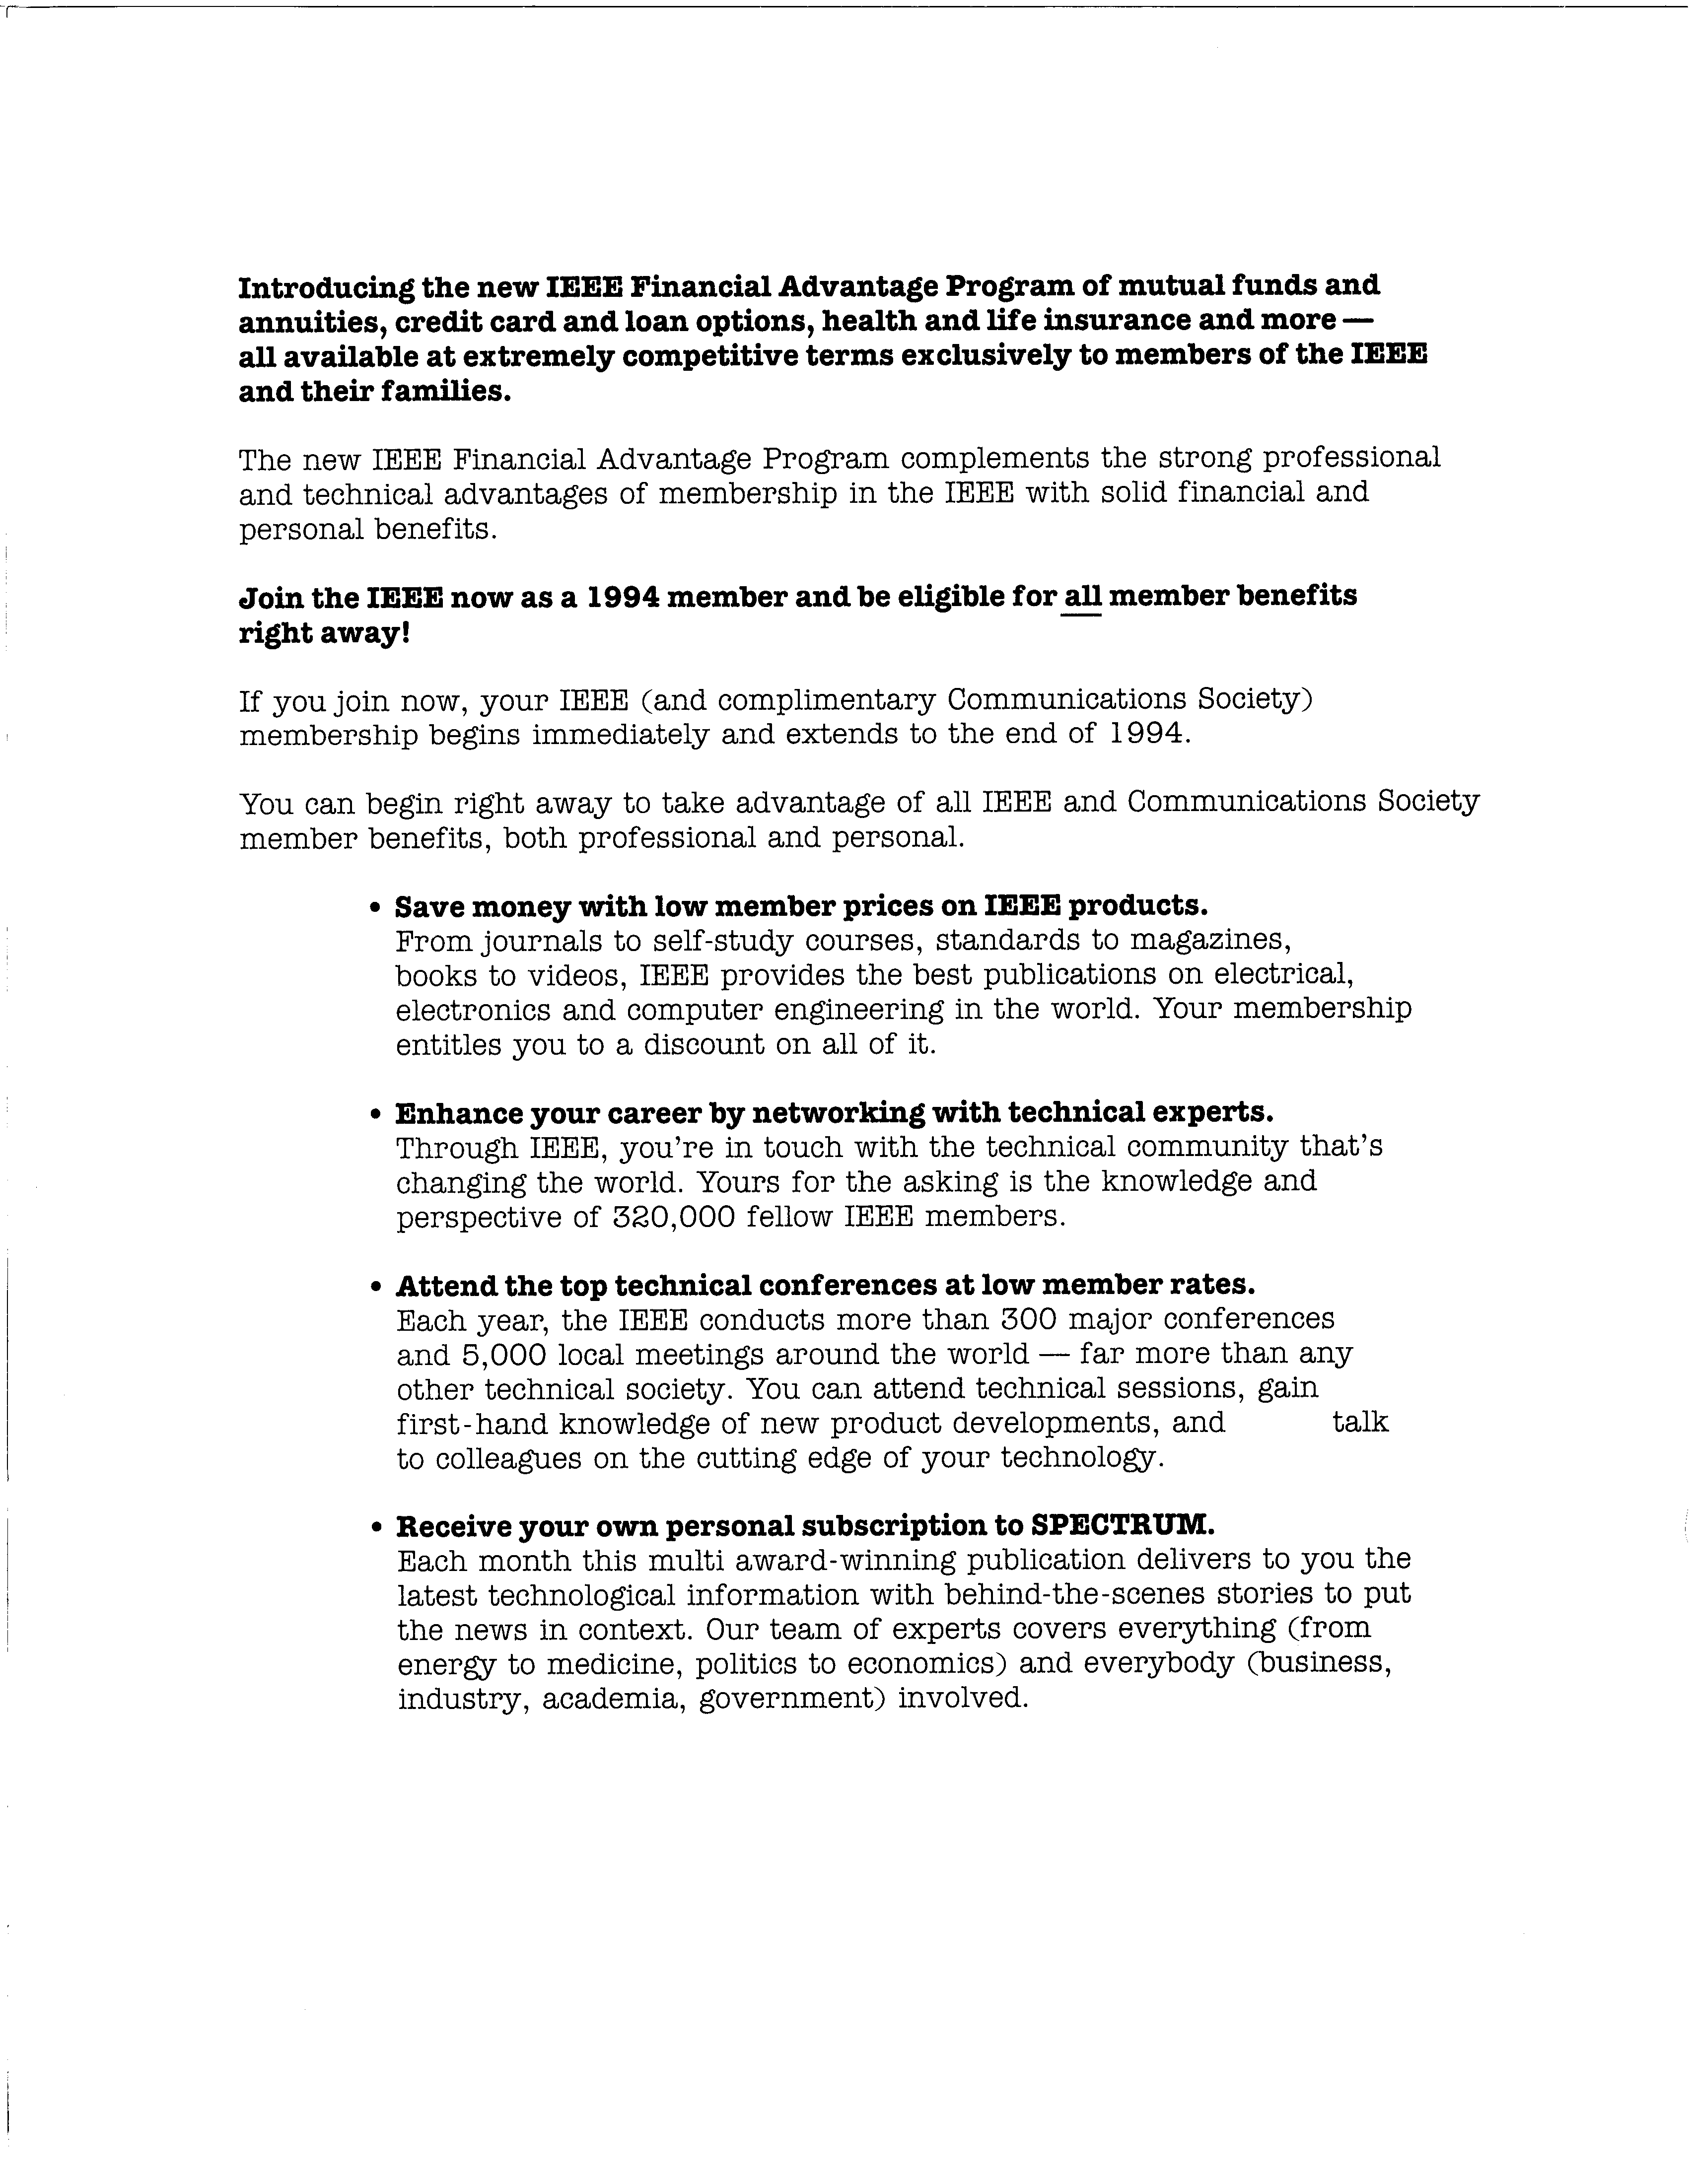 Introducing the new IEEE Financial Advantage Program of mutual funds and
annuities, credit card and loan options, health and life insurance and more —
all available at extremely competitive terms exclusively to members of the IEEE
and their families.
The new IEEE Financial Advantage Program complements the strong professional
and technical advantages of membership in the IEEE with solid financial and
personal benefits.
Join the IEEE now as a 1994 member and be eligible for all member benefits
right away!
If you join now, your IEEE (and complimentary Communications Society)
membership begins immediately and extends to the end of 1994.
You can begin right away to take advantage of all IEEE and Communications Society
member benefits, both professional and personal.
• Save money with low member prices on IEEE products.
From journals to self-study courses, standards to magazines,
books to videos, IEEE provides the best publications on electrical,
electronics and computer engineering in the world. Your membership
entitles you to a discount on all of it.
• Enhance your career by networking with technical experts.
Through IEEE, you're in touch with the technical community that's
changing the world. Yours for the asking is the knowledge and
perspective of 320,000 fellow IEEE members.
• Attend the top technical conferences at low member rates.
Each year, the IEEE conducts more than 300 major conferences
and 5,000 local meetings around the world — far more than any
other technical society. You can attend technical sessions, gain
first-hand knowledge of new product developments, and talk
to colleagues on the cutting edge of your technology.
• Receive your own personal subscription to SPECTRUM.
Each month this multi award-winning publication delivers to you the
latest technological information with behind-the-scenes stories to put
the news in context. Our team of experts covers everything (from
energy to medicine, politics to economics) and everybody (business,
industry, academia, government) involved.